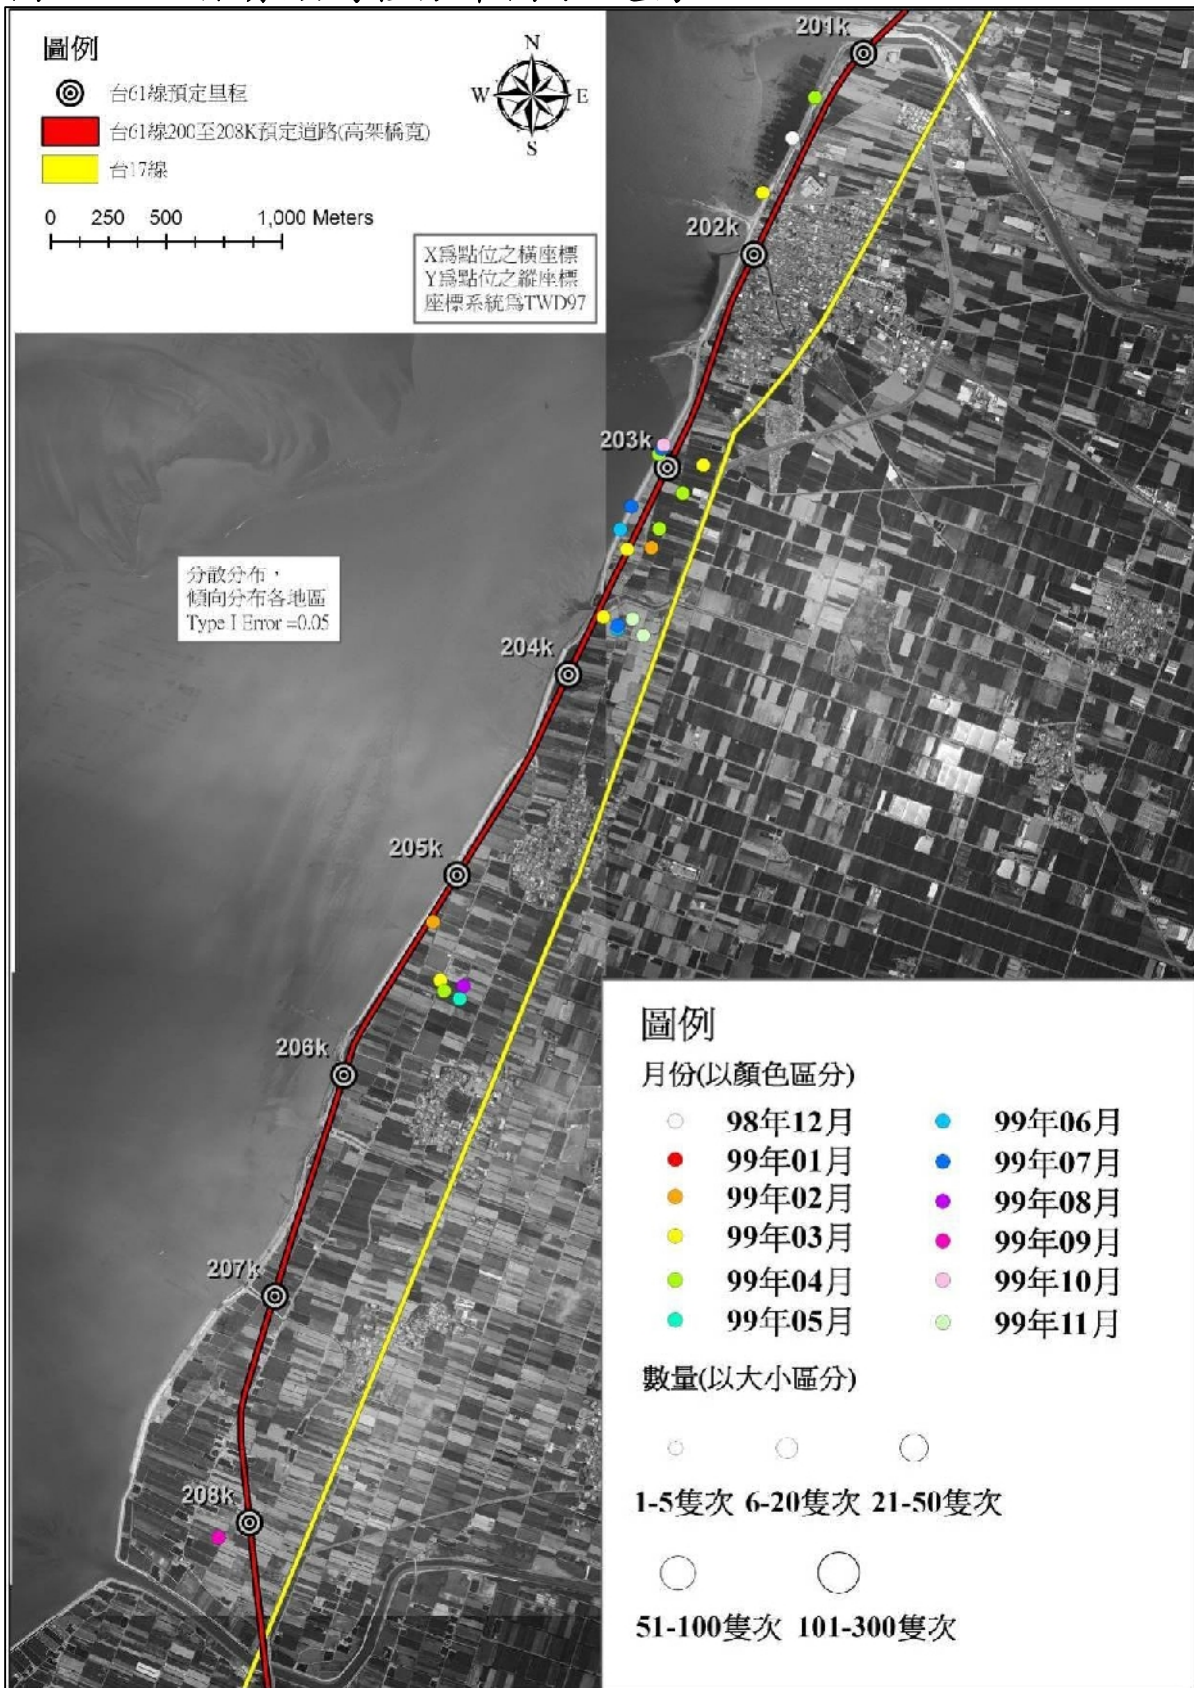 圖例
台61線預定里程
台61線200至208K預定道路(高架橋寬)
台17線
0 250 500 1,000 Meters
N
W E
S
X為點位之橫座標
Y為點位之縱座標
座標系統為TWD97
201k
202k
203k
分散分布，
傾向分布各地區
Type I Error =0.05
204k
205k
206k
207k
208k
圖例
月份(以顏色區分)
98年12月 99年06月
99年01月 99年07月
99年02月 99年08月
99年03月 99年09月
99年04月 99年10月
99年05月 99年11月
數量(以大小區分)
1-5隻次 6-20隻次 21-50隻次
51-100隻次 101-300隻次